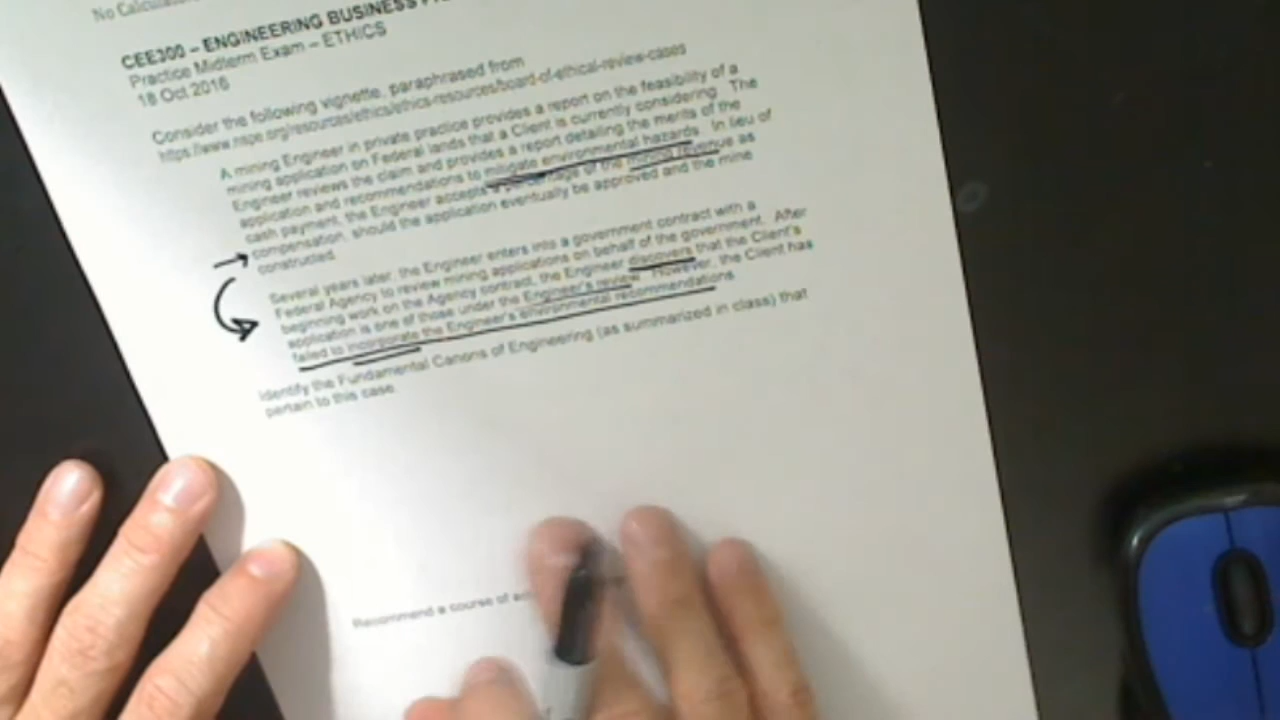 No Calculators
CEE300 – ENGINEERING BUSINESS
Practice Midterm Exam – ETHICS
18 Oct 2016
Consider the following vignette, paraphrased from
https://www.nspe.org/resources/ethics/ethics-resources/board-of-ethical-review-cases
A mining Engineer in private practice provides a report on the feasibility of a
mining application on Federal lands that a Client is currently considering. The
Engineer reviews the claim and provides a report detailing the merits of the
application and recommendations to mitigate environmental hazards. In lieu of
cash payment, the Engineer accepts a percentage of the mining revenue as
compensation, should the application eventually be approved and the mine
constructed.
Several years later, the Engineer enters into a government contract with a
Federal Agency to review mining applications on behalf of the government. After
beginning work on the Agency contract, the Engineer discovers that the Client's
application is one of those under the Engineer's review. However, the Client has
failed to incorporate the Engineer's environmental recommendations.
Identify the Fundamental Canons of Engineering (as summarized in class) that
pertain to this case.
Recommend a course of